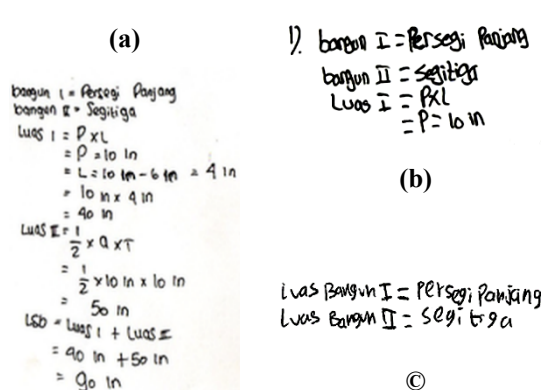 (a)
bangun I = Persegi Panjang
bangun II = Segitiga
Luas I = P x L
= P = 10 in
= L = 10 in - 6 in = 4 in
= 10 in x 4 in
= 40 in
Luas II = 1/2 x a x T
= 1/2 x 10 in x 10 in
= 50 in
LSb = Luas I + Luas II
= 40 in + 50 in
= 90 in
1). bangun I = Persegi Panjang
bangun II = segitiga
Luas I = PXL
= P = 10 in
(b)
Luas Bangun I = Persegi Panjang
Luas Bangun II = segitiga
©